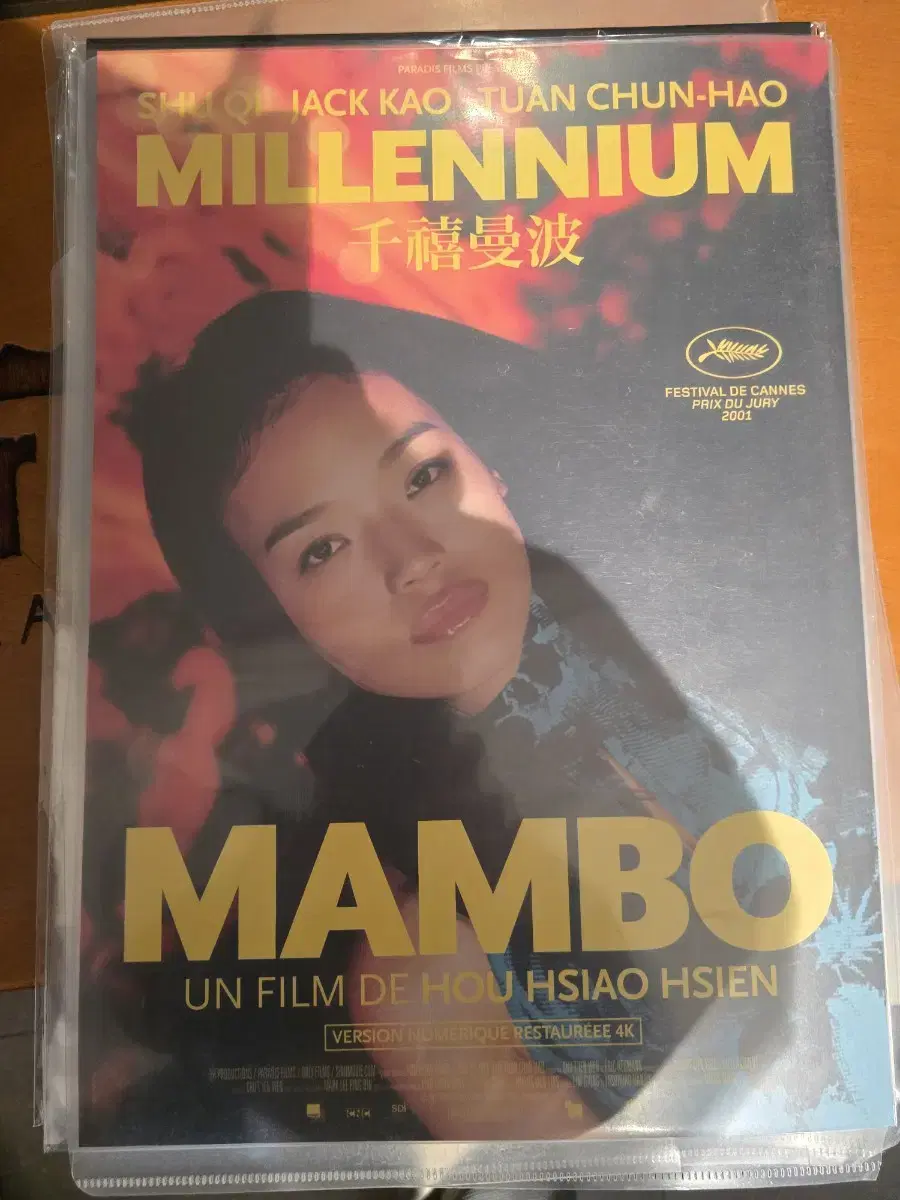 PARADIS FILMS
SHU QI JACK KAO TUAN CHUN-HAO
MILLENNIUM
千禧曼波
FESTIVAL DE CANNES
PRIX DU JURY
2001
MAMBO
UN FILM DE HOU HSIAO HSIEN
VERSION NUMÉRIQUE RESTAURÉEE 4K